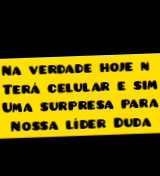 Na verdade hoje n
Terá celular e sim
Uma surpresa para
Nossa líder Duda